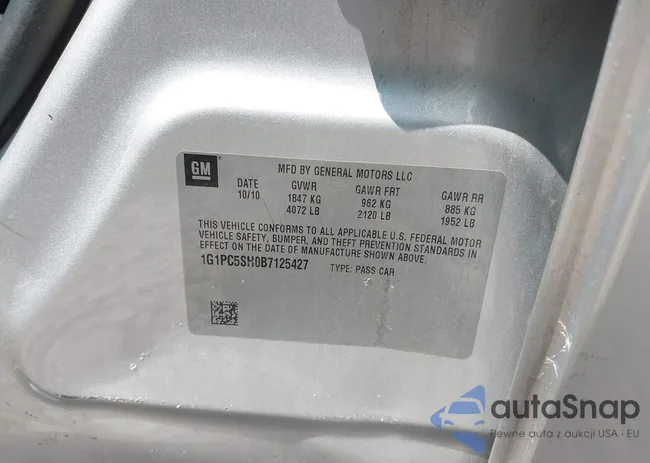 GM
MFD BY GENERAL MOTORS LLC
DATE GVWR GAWR FRT GAWR RR
10/10 1847 KG 962 KG 885 KG
4072 LB 2120 LB 1952 LB
THIS VEHICLE CONFORMS TO ALL APPLICABLE U.S. FEDERAL MOTOR
VEHICLE SAFETY, BUMPER, AND THEFT PREVENTION STANDARDS IN
EFFECT ON THE DATE OF MANUFACTURE SHOWN ABOVE.
1G1PC5SH0B7125427 TYPE: PASS CAR
autaSnap
Pewne auta z aukcji USA i EU